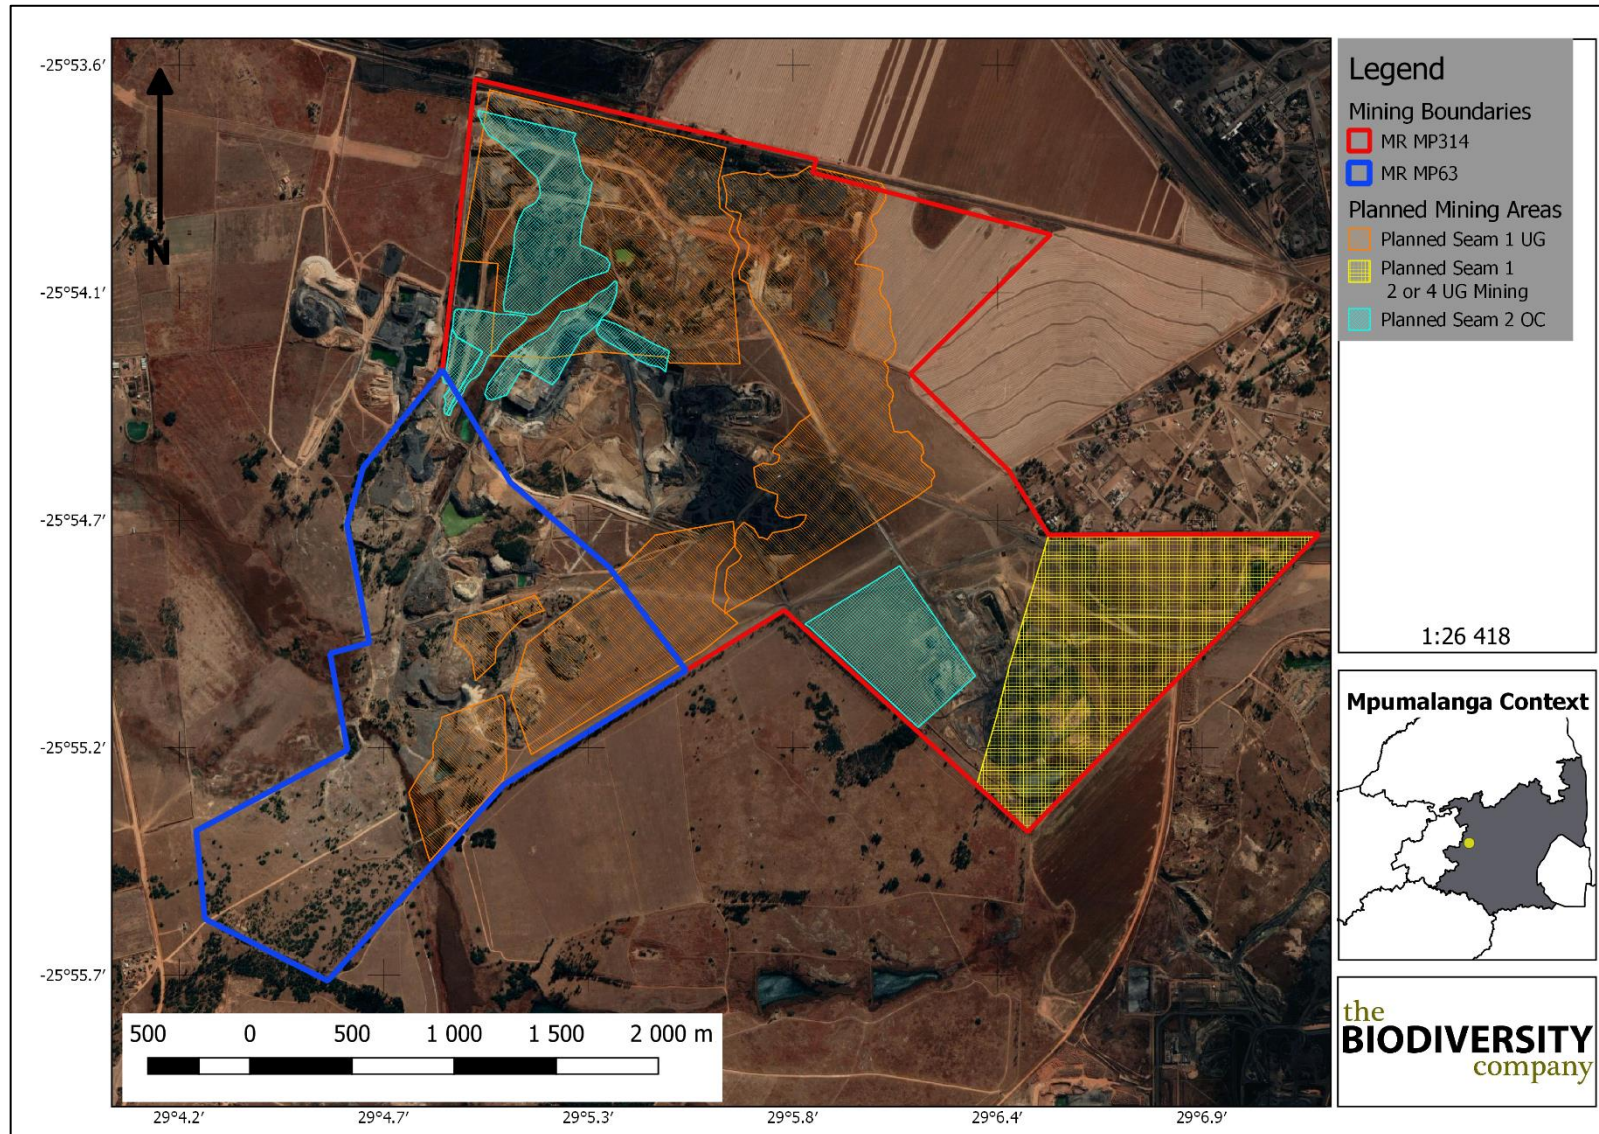 -25°53.6'
-25°54.1'
-25°54.7'
-25°55.2'
-25°55.7'
N
500 0 500 1 000 1 500 2 000 m
29°4.2' 29°4.7' 29°5.3' 29°5.8' 29°6.4' 29°6.9'
Legend
Mining Boundaries
MR MP314
MR MP63
Planned Mining Areas
Planned Seam 1 UG
Planned Seam 1
2 or 4 UG Mining
Planned Seam 2 OC
1:26 418
Mpumalanga Context
the
BIODIVERSITY
company